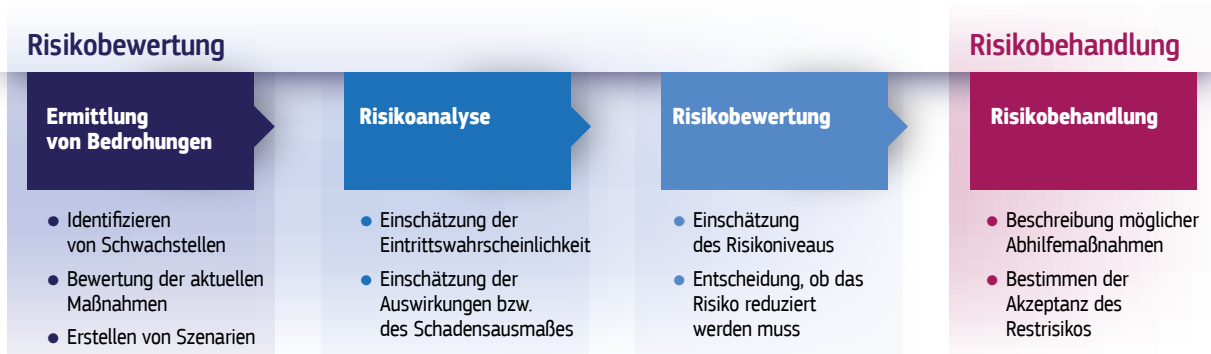 Risikobewertung
Ermittlung
von Bedrohungen
● Identifizieren
von Schwachstellen
● Bewertung der aktuellen
Maßnahmen
● Erstellen von Szenarien
Risikoanalyse
● Einschätzung der
Eintrittswahrscheinlichkeit
● Einschätzung der
Auswirkungen bzw.
des Schadensausmaßes
Risikobewertung
● Einschätzung
des Risikoniveaus
● Entscheidung, ob das
Risiko reduziert
werden muss
Risikobehandlung
Risikobehandlung
● Beschreibung möglicher
Abhilfemaßnahmen
● Bestimmen der
Akzeptanz des
Restrisikos